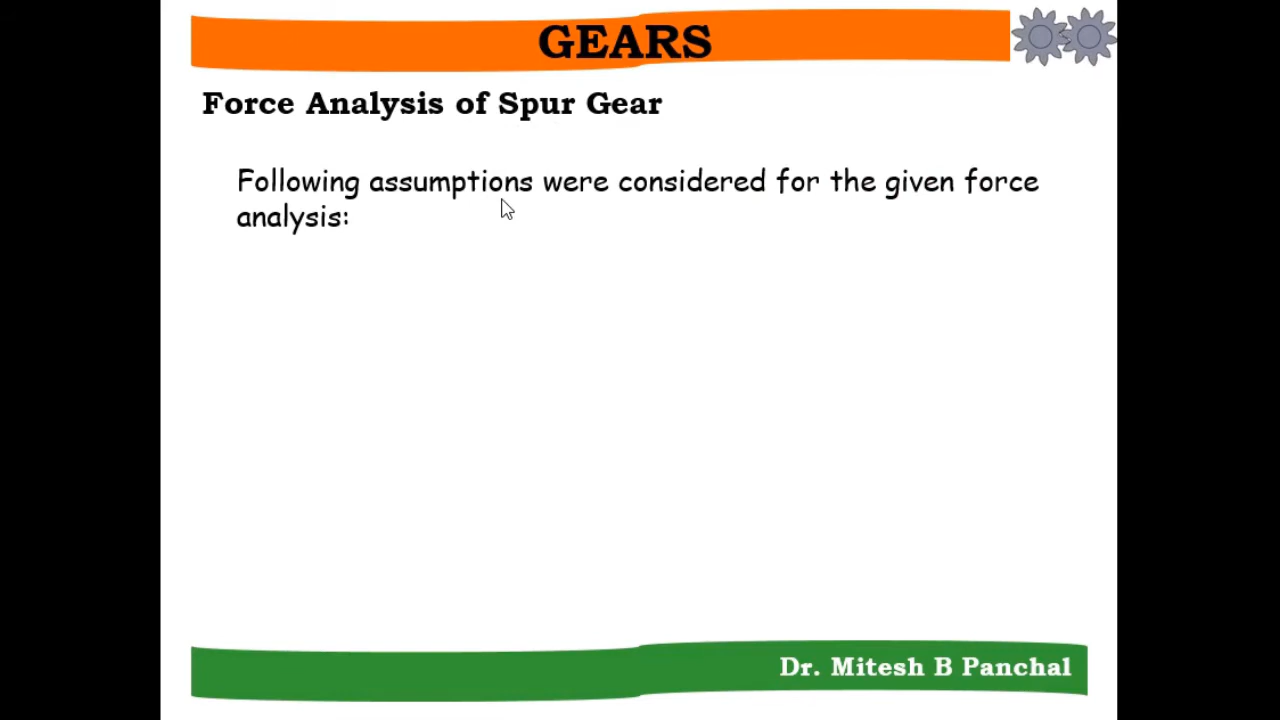 GEARS
Force Analysis of Spur Gear
Following assumptions were considered for the given force
analysis:
Dr. Mitesh B Panchal